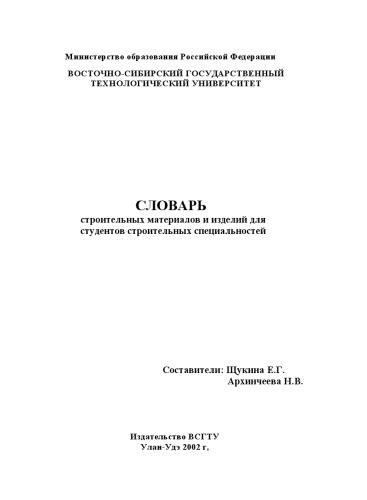 Министерство образования Российской Федерации
ВОСТОЧНО-СИБИРСКИЙ ГОСУДАРСТВЕННЫЙ
ТЕХНОЛОГИЧЕСКИЙ УНИВЕРСИТЕТ
СЛОВАРЬ
строительных материалов и изделий для
студентов строительных специальностей
Составители: Щукина Е.Г.
Архинчеева Н.В.
Издательство ВСГТУ
Улан-Удэ 2002 г,